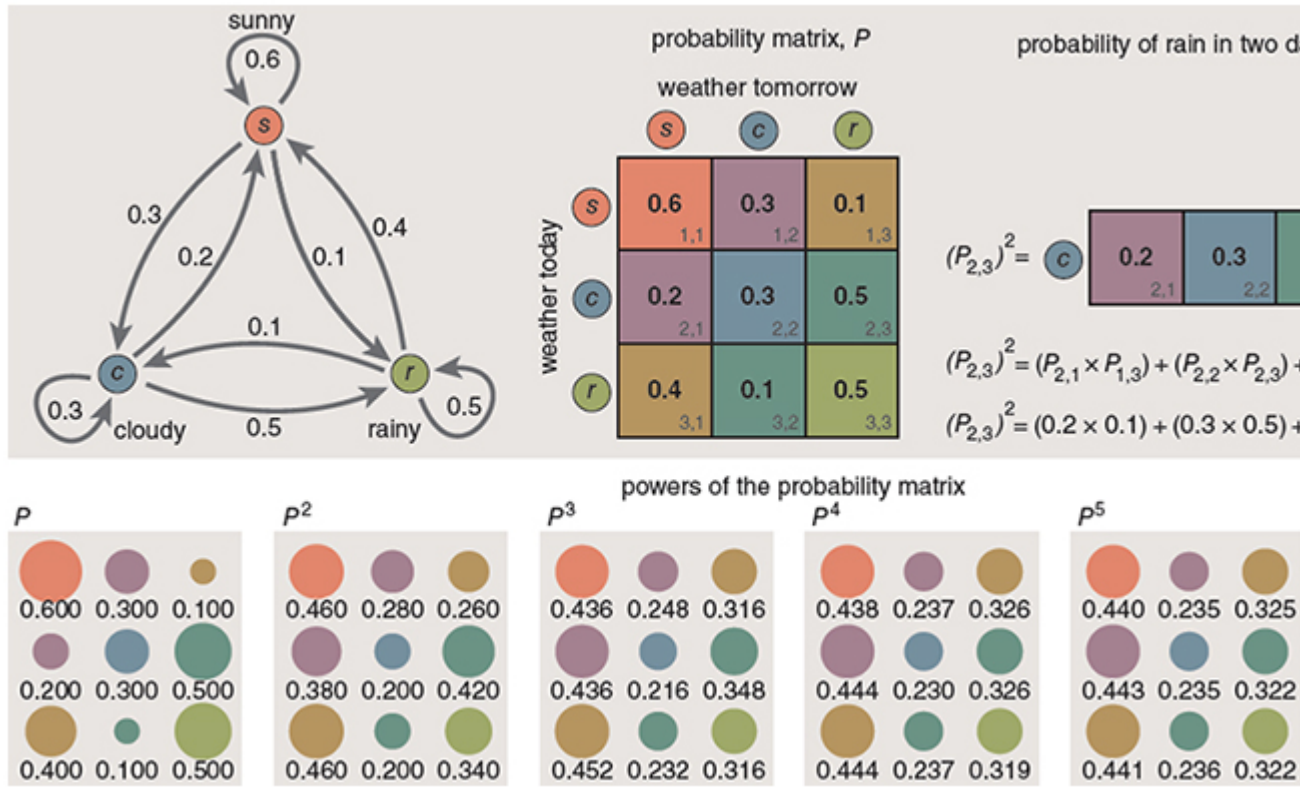 sunny
0.6
s
0.3
0.2
0.1
0.4
0.1
c
r
0.3
cloudy
0.5
rainy
0.5
probability matrix, P
weather tomorrow
s c r
weather today
s 0.6 0.3 0.1
1,1 1,2 1,3
c 0.2 0.3 0.5
2,1 2,2 2,3
r 0.4 0.1 0.5
3,1 3,2 3,3
probability of rain in two
(P2,3)²= c 0.2 0.3
2,1 2,2
(P2,3)²= (P2,1 × P1,3) + (P2,2 × P2,3) +
(P2,3)²= (0.2 × 0.1) + (0.3 × 0.5) +
powers of the probability matrix
P P² P³ P⁴ P⁵
0.600 0.300 0.100 0.460 0.280 0.260 0.436 0.248 0.316 0.438 0.237 0.326 0.440 0.235 0.325
0.200 0.300 0.500 0.380 0.200 0.420 0.436 0.216 0.348 0.444 0.230 0.326 0.443 0.235 0.322
0.400 0.100 0.500 0.460 0.200 0.340 0.452 0.232 0.316 0.444 0.237 0.319 0.441 0.236 0.322